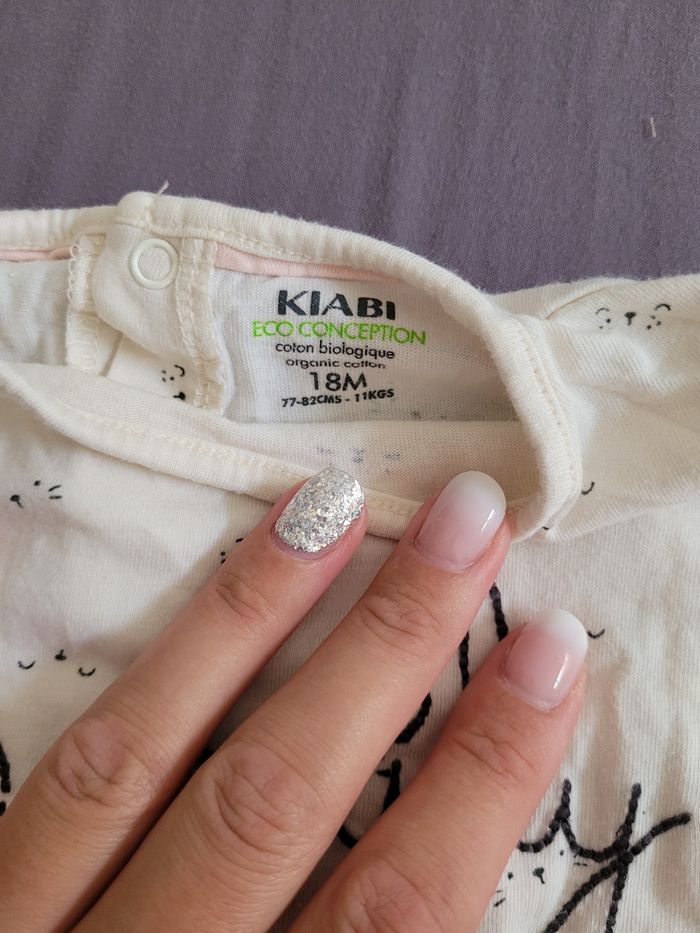 KIABI
ECO CONCEPTION
coton biologique
organic cotton
18M
77-82CMS - 11KGS